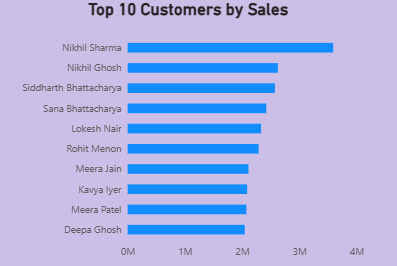 Top 10 Customers by Sales
Nikhil Sharma
Nikhil Ghosh
Siddharth Bhattacharya
Sana Bhattacharya
Lokesh Nair
Rohit Menon
Meera Jain
Kavya Iyer
Meera Patel
Deepa Ghosh
0M 1M 2M 3M 4M